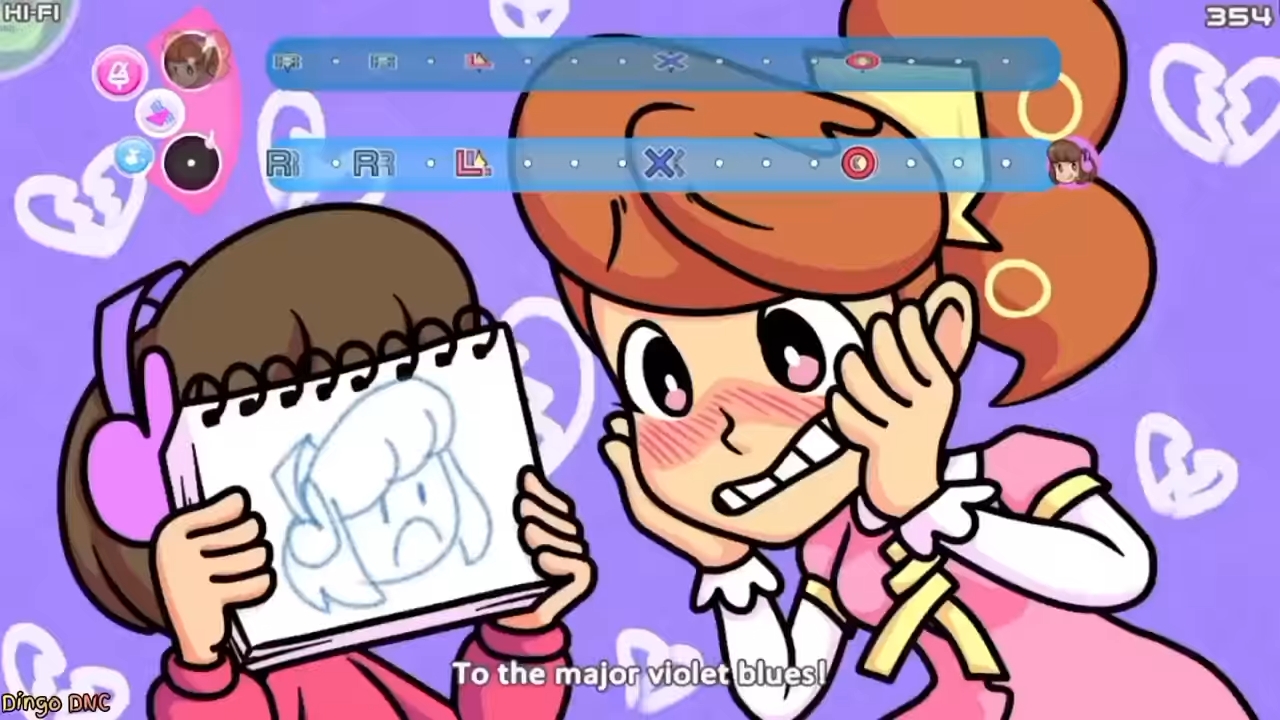 HI-FI
354
R R L X
R R L X
To the major violet blues!
Dingo DNC